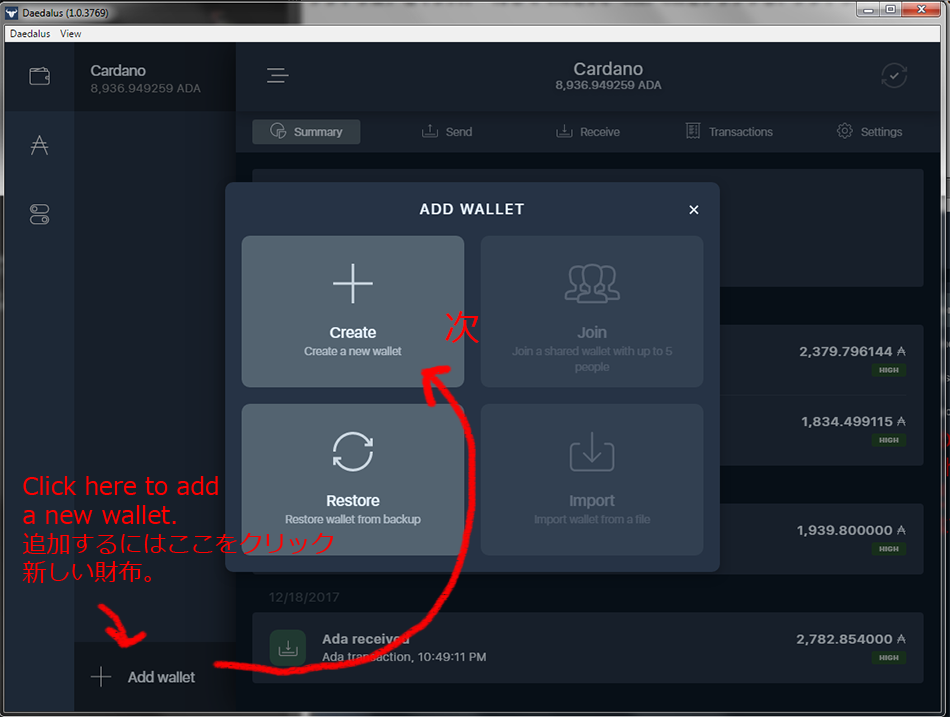 Daedalus (1.0.3769)
Daedalus View
Cardano
8,936.949259 ADA
Cardano
8,936.949259 ADA
Summary
Send
Receive
Transactions
Settings
ADD WALLET
Create
Create a new wallet
次
Join
Join a shared wallet with up to 5
people
Restore
Restore wallet from backup
Import
Import wallet from a file
2,379.796144
HIGH
1,834.499115
HIGH
1,939.800000
HIGH
Click here to add
a new wallet.
追加するにはここをクリック
新しい財布。
12/18/2017
Ada received
Ada transaction, 10:49:11 PM
2,782.854000
HIGH
Add wallet